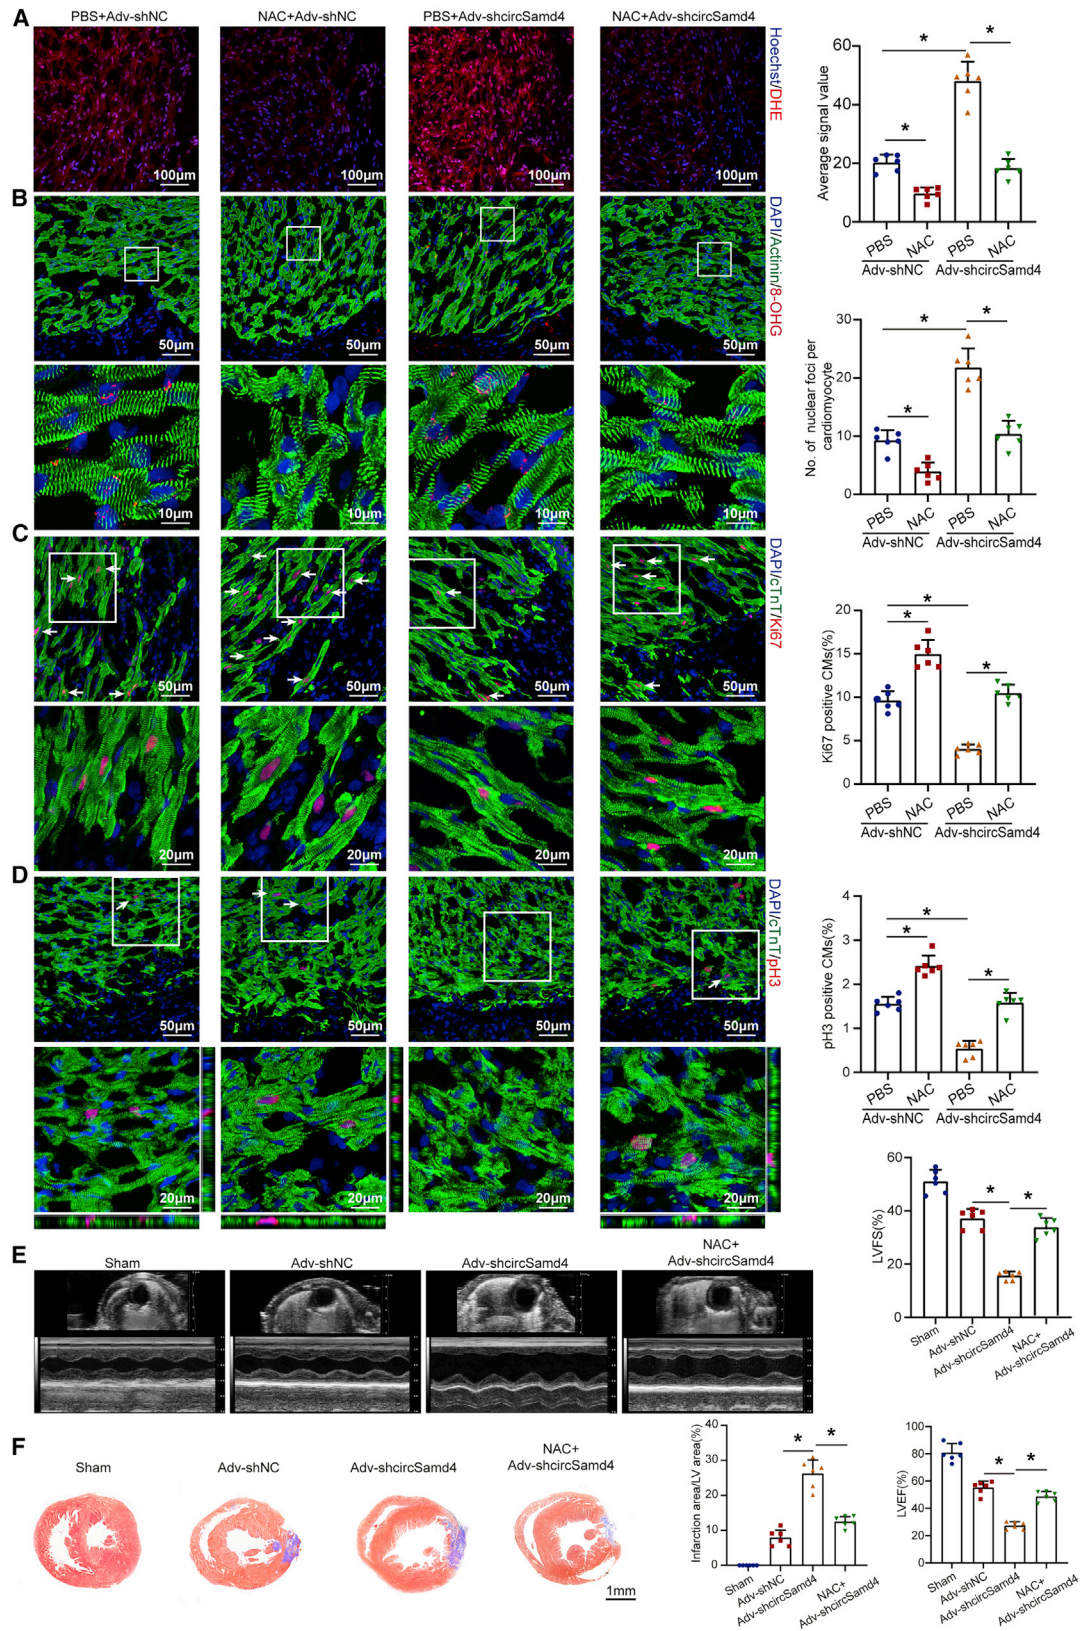 A
PBS+Adv-shNC
NAC+Adv-shNC
PBS+Adv-shcircSamd4
NAC+Adv-shcircSamd4
100μm
100μm
100μm
100μm
Hoechst/DHE
Average signal value
60
40
20
0
*
*
*
PBS
NAC
PBS
NAC
Adv-shNC
Adv-shcircSamd4
B
50μm
50μm
50μm
50μm
10μm
10μm
10μm
10μm
DAPI/Actinin/8-OHG
No. of nuclear foci per
cardiomyocyte
30
20
10
0
*
*
*
PBS
NAC
PBS
NAC
Adv-shNC
Adv-shcircSamd4
C
50μm
50μm
50μm
50μm
20μm
20μm
20μm
20μm
DAPI/cTnT/Ki67
Ki67 positive CMs(%)
20
15
10
5
0
*
*
*
PBS
NAC
PBS
NAC
Adv-shNC
Adv-shcircSamd4
D
50μm
50μm
50μm
50μm
20μm
20μm
20μm
20μm
DAPI/cTnT/pH3
pH3 positive CMs(%)
4
3
2
1
0
*
*
*
PBS
NAC
PBS
NAC
Adv-shNC
Adv-shcircSamd4
E
Sham
Adv-shNC
Adv-shcircSamd4
NAC+
Adv-shcircSamd4
LVFS(%)
60
40
20
0
*
*
Sham
Adv-shNC
Adv-shcircSamd4
NAC+
Adv-shcircSamd4
F
Sham
Adv-shNC
Adv-shcircSamd4
NAC+
Adv-shcircSamd4
1mm
Infarction area/LV area(%)
40
30
20
10
0
*
*
Sham
Adv-shNC
Adv-shcircSamd4
NAC+
Adv-shcircSamd4
LVEF(%)
100
80
60
40
20
0
*
*
Sham
Adv-shNC
Adv-shcircSamd4
NAC+
Adv-shcircSamd4